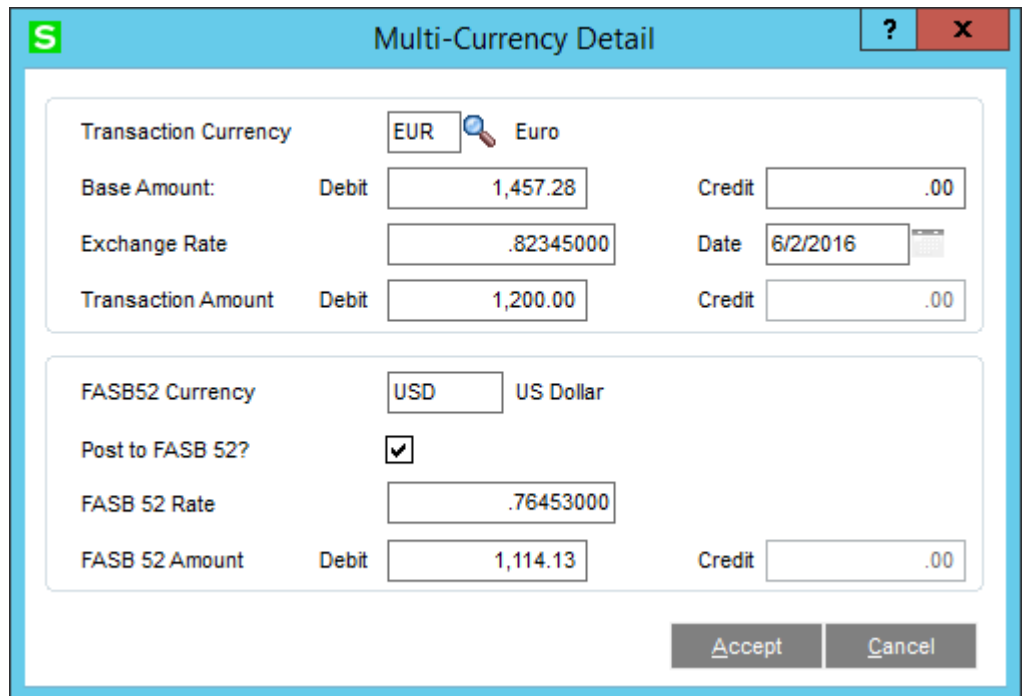 S Multi-Currency Detail ? x
Transaction Currency EUR Euro
Base Amount: Debit 1,457.28 Credit .00
Exchange Rate .82345000 Date 6/2/2016
Transaction Amount Debit 1,200.00 Credit .00
FASB52 Currency USD US Dollar
Post to FASB 52?
FASB 52 Rate .76453000
FASB 52 Amount Debit 1,114.13 Credit .00
Accept Cancel